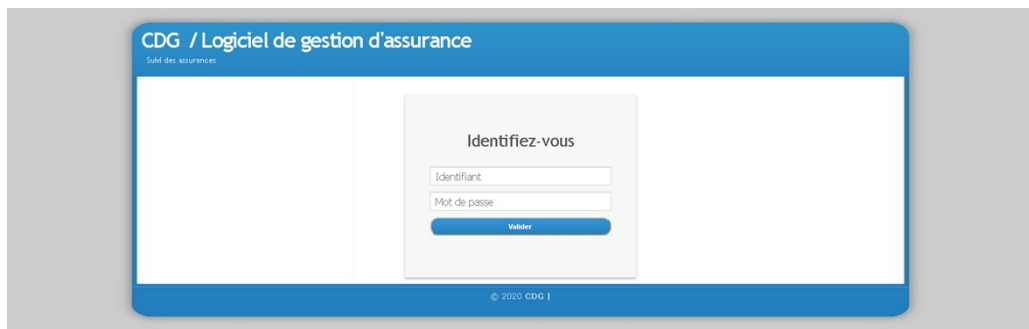 CDG / Logiciel de gestion d'assurance
Suivi des assurances
Identifiez-vous
Identifiant
Mot de passe
Valider
© 2020 CDG |